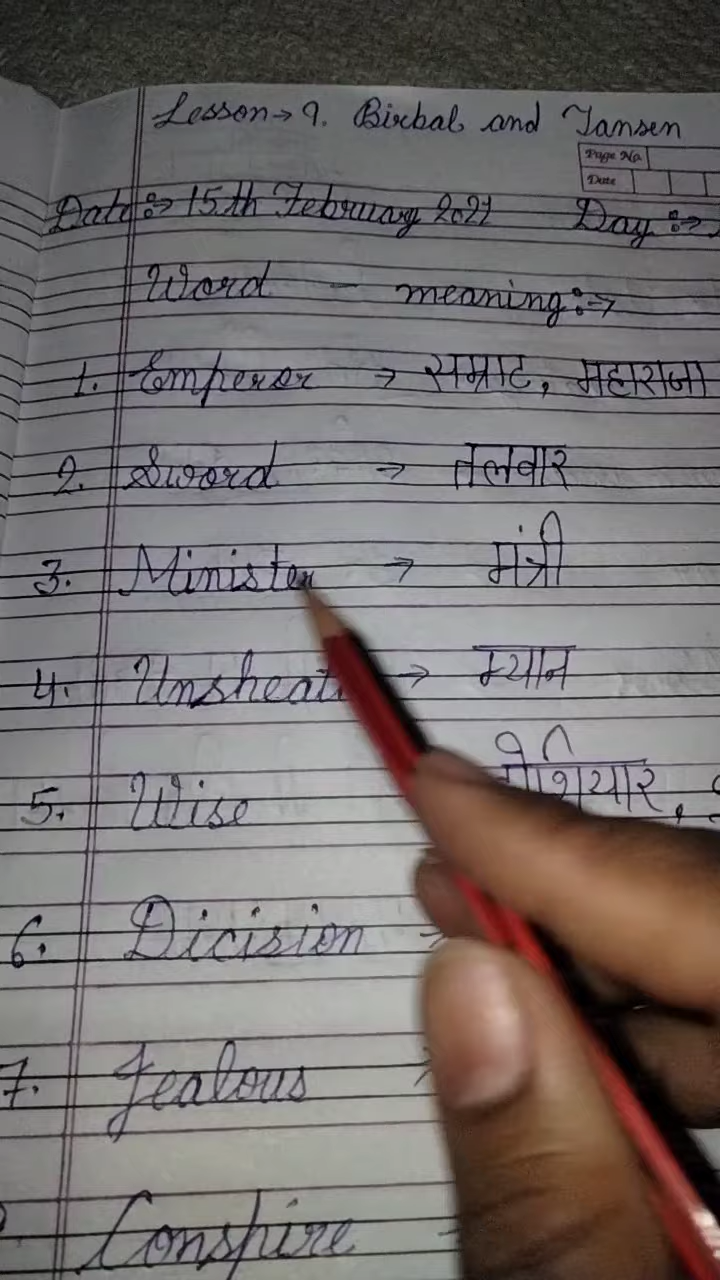 Lesson→ 9. Birbal and Tansen
Page No.
Date
Date:→ 15th February 2021 Day:→
Word - meaning:→
1. Emperor → सम्राट, महाराजा
2. Sword → तलवार
3. Minister → मंत्री
4. Unsheat → म्यान
5. Wise
6. Dicision →
7. Jealous →
Conspire